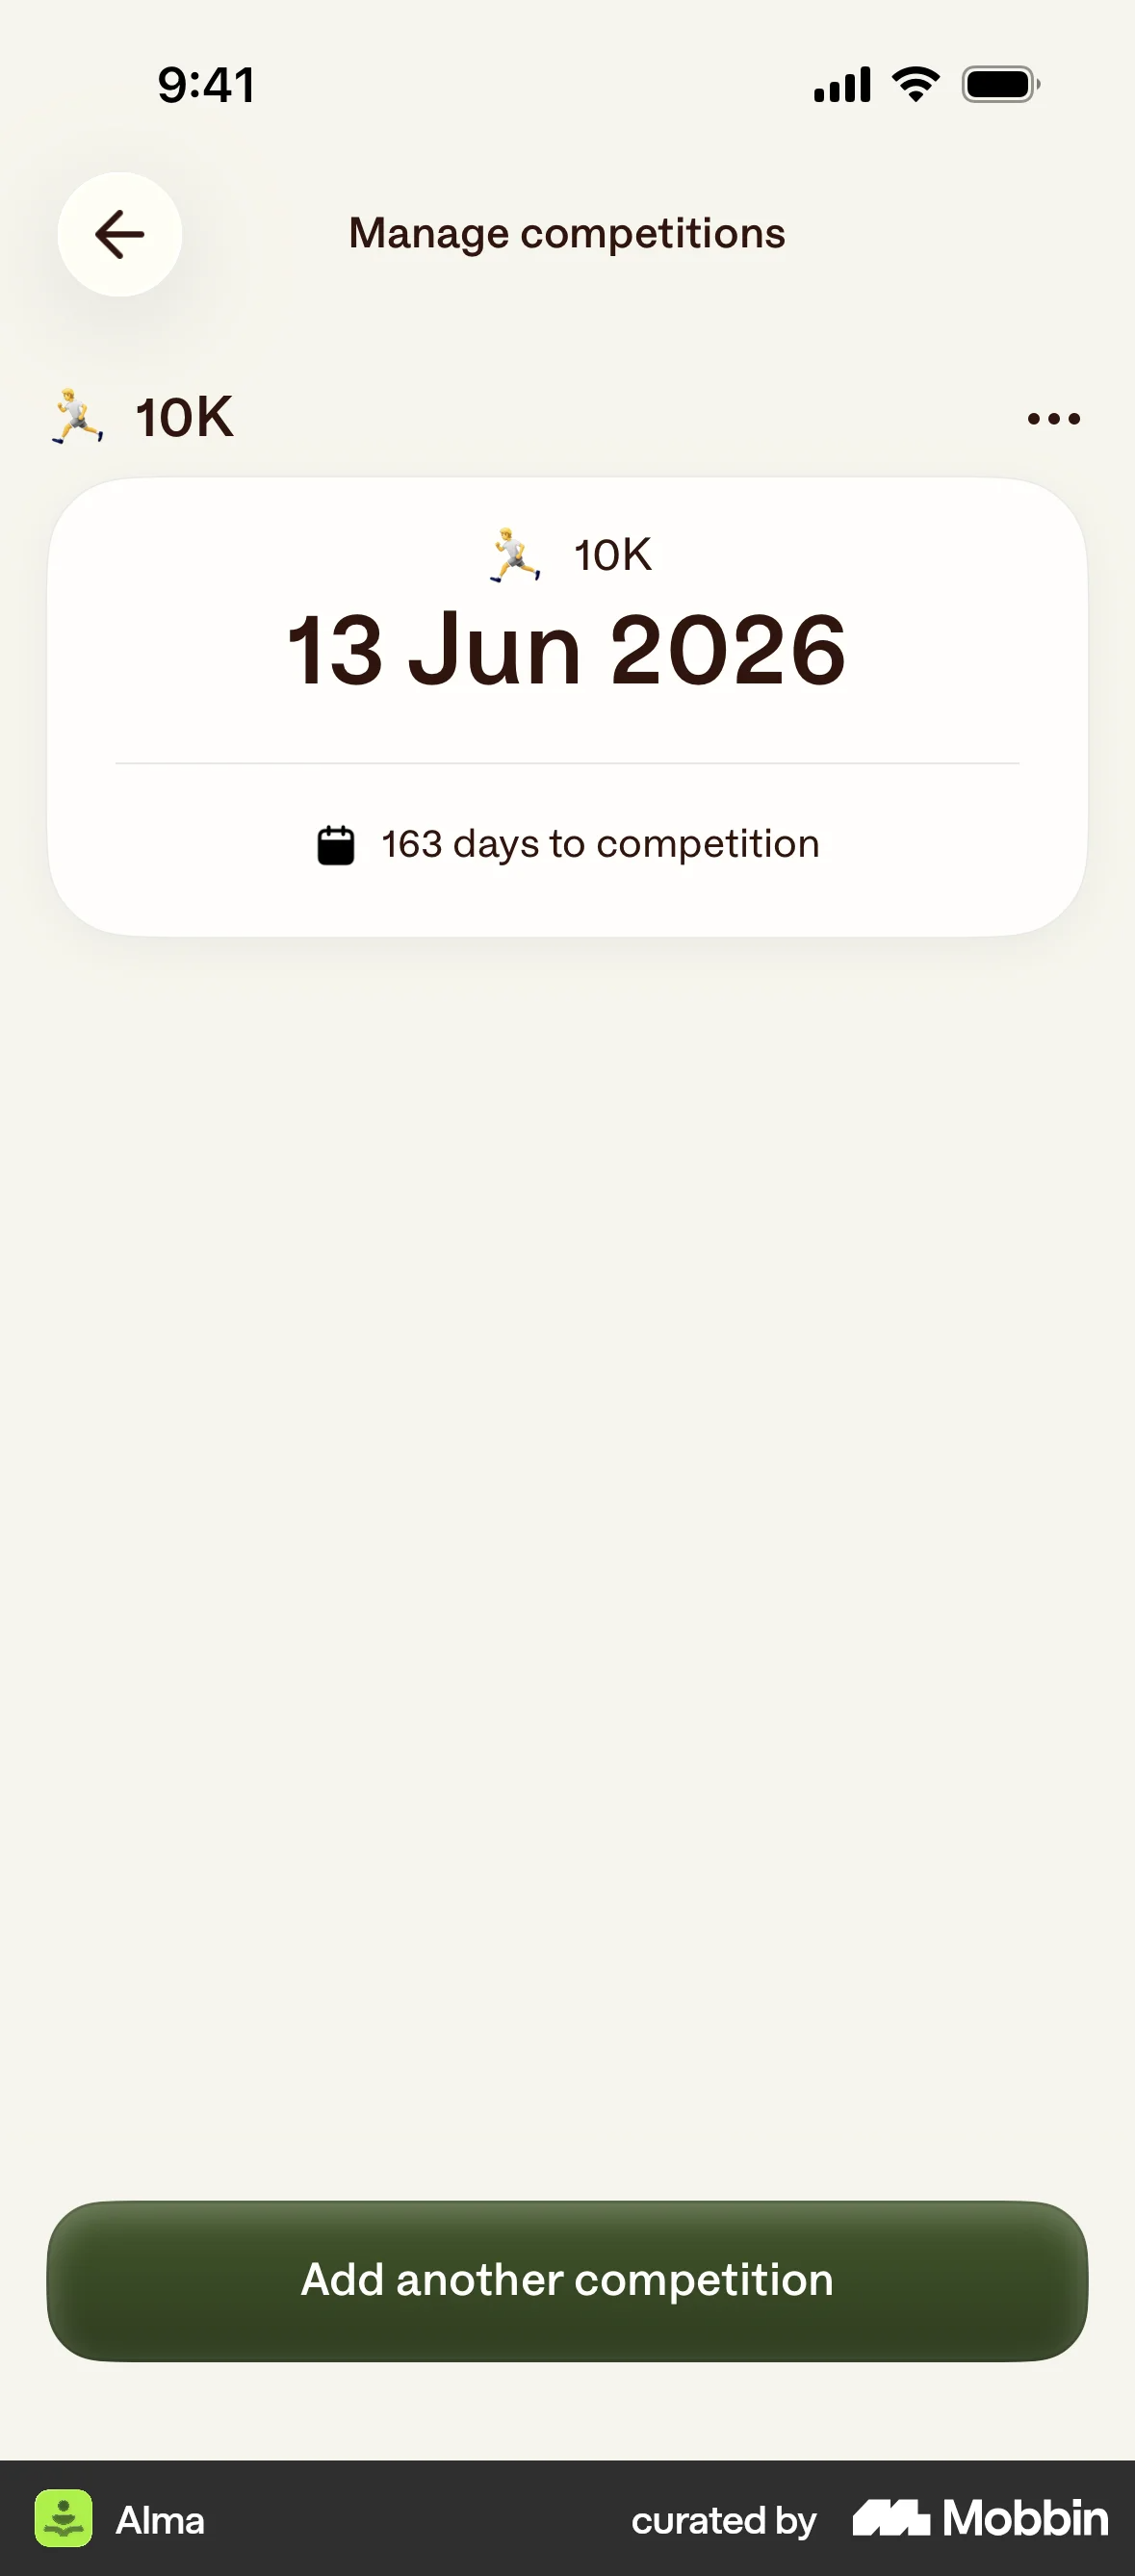 9:41
Manage competitions
10K
10K
13 Jun 2026
163 days to competition
Add another competition
Alma
curated by Mobbin